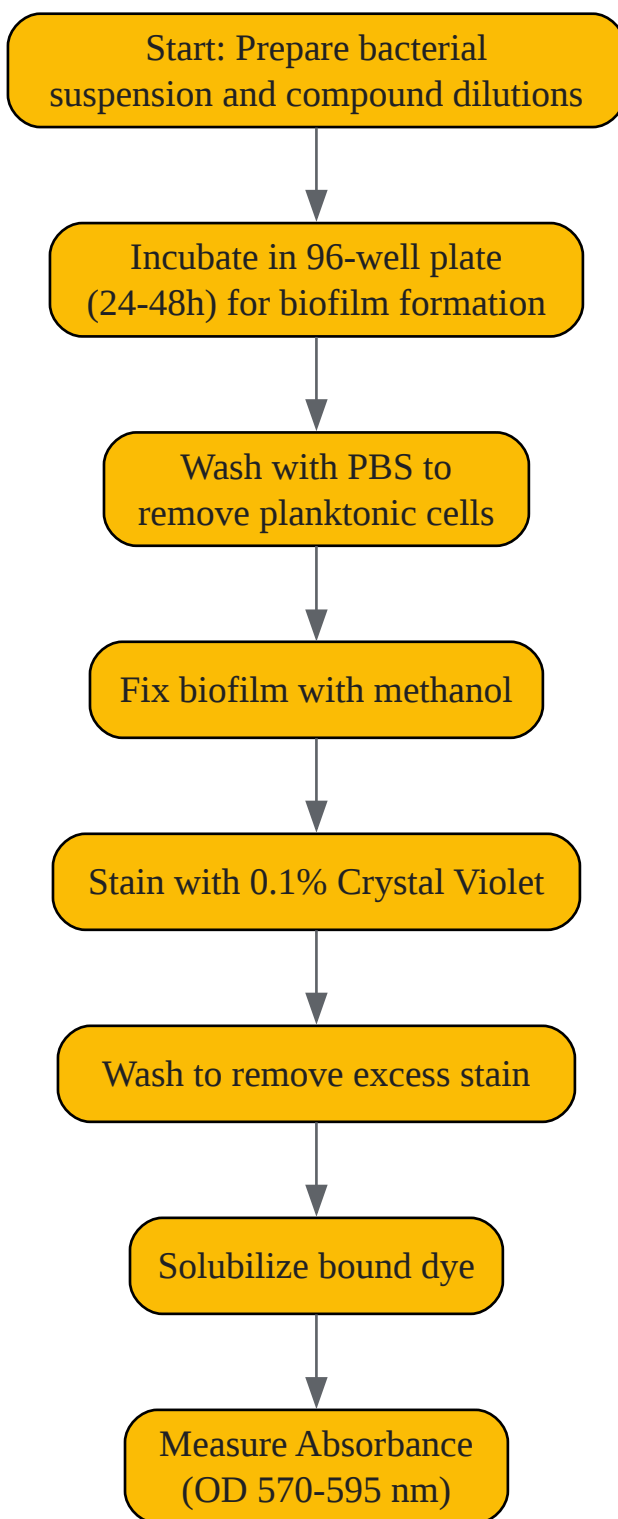 Start: Prepare bacterial
suspension and compound dilutions
Incubate in 96-well plate
(24-48h) for biofilm formation
Wash with PBS to
remove planktonic cells
Fix biofilm with methanol
Stain with 0.1% Crystal Violet
Wash to remove excess stain
Solubilize bound dye
Measure Absorbance
(OD 570-595 nm)